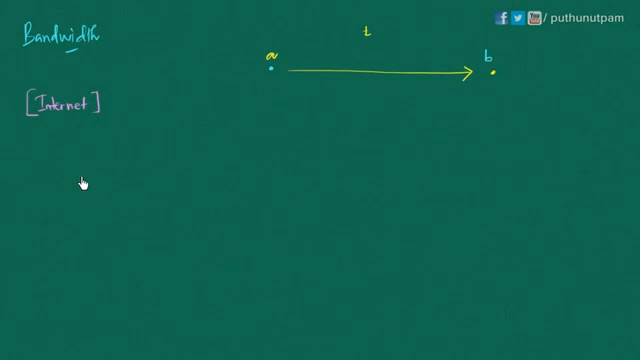 Bandwidth
t
/ puthunutpam
a
b
[Internet]